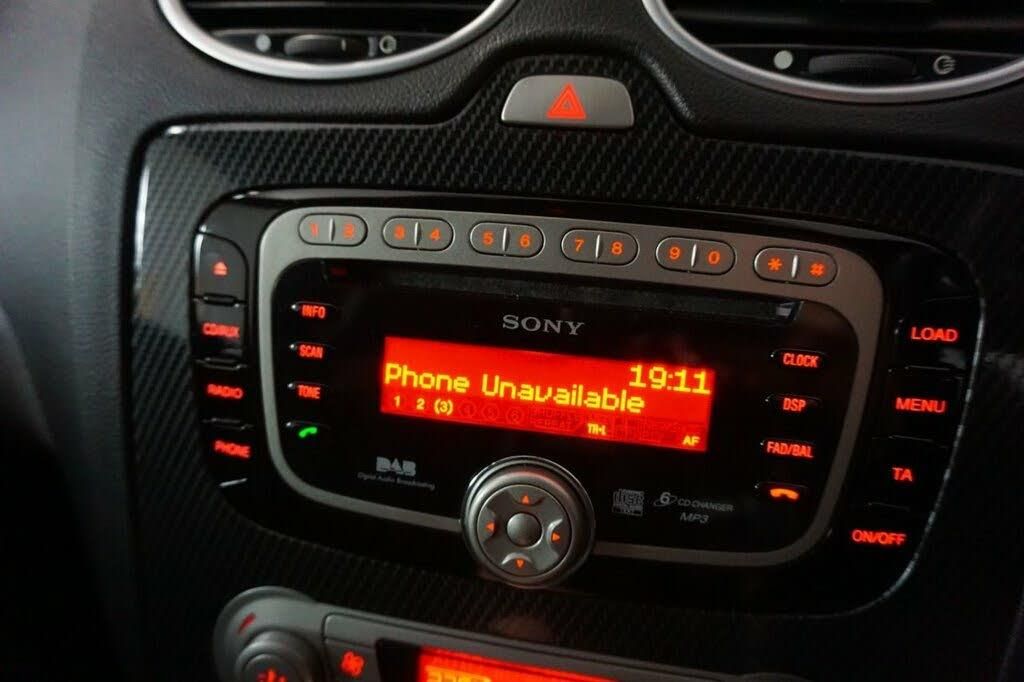 1 2 3 4 5 6 7 8 9 0 * #
SONY
INFO
SCAN
TONE
CD/AUX
RADIO
PHONE
19:11
Phone Unavailable
1 2 (3)
AF
CLOCK
DSP
FAD/BAL
LOAD
MENU
TA
ON/OFF
DAB
Digital Audio Broadcasting
disc
6 CD CHANGER
MP3